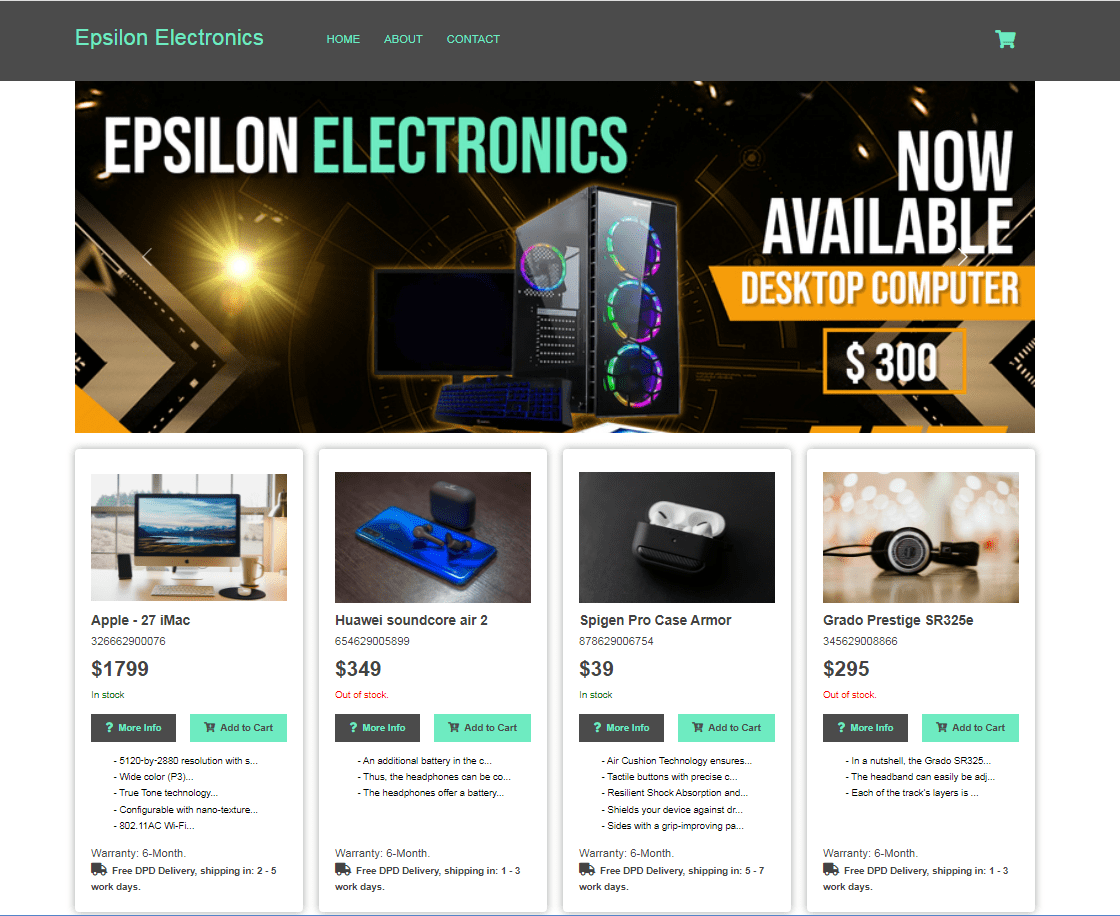 Epsilon Electronics
HOME
ABOUT
CONTACT
EPSILON ELECTRONICS
NOW
AVAILABLE
DESKTOP COMPUTER
$ 300
Apple - 27 iMac
326662900076
$1799
In stock
? More Info
Add to Cart
- 5120-by-2880 resolution with s...
- Wide color (P3)...
- True Tone technology...
- Configurable with nano-texture...
- 802.11AC Wi-Fi...
Warranty: 6-Month.
Free DPD Delivery, shipping in: 2 - 5
work days.
Huawei soundcore air 2
654629005899
$349
Out of stock.
? More Info
Add to Cart
- An additional battery in the c...
- Thus, the headphones can be co...
- The headphones offer a battery...
Warranty: 6-Month.
Free DPD Delivery, shipping in: 1 - 3
work days.
Spigen Pro Case Armor
878629006754
$39
In stock
? More Info
Add to Cart
- Air Cushion Technology ensures...
- Tactile buttons with precise c...
- Resilient Shock Absorption and...
- Shields your device against dr...
- Sides with a grip-improving pa...
Warranty: 6-Month.
Free DPD Delivery, shipping in: 5 - 7
work days.
Grado Prestige SR325e
345629008866
$295
Out of stock.
? More Info
Add to Cart
- In a nutshell, the Grado SR325...
- The headband can easily be adj...
- Each of the track's layers is ...
Warranty: 6-Month.
Free DPD Delivery, shipping in: 1 - 3
work days.